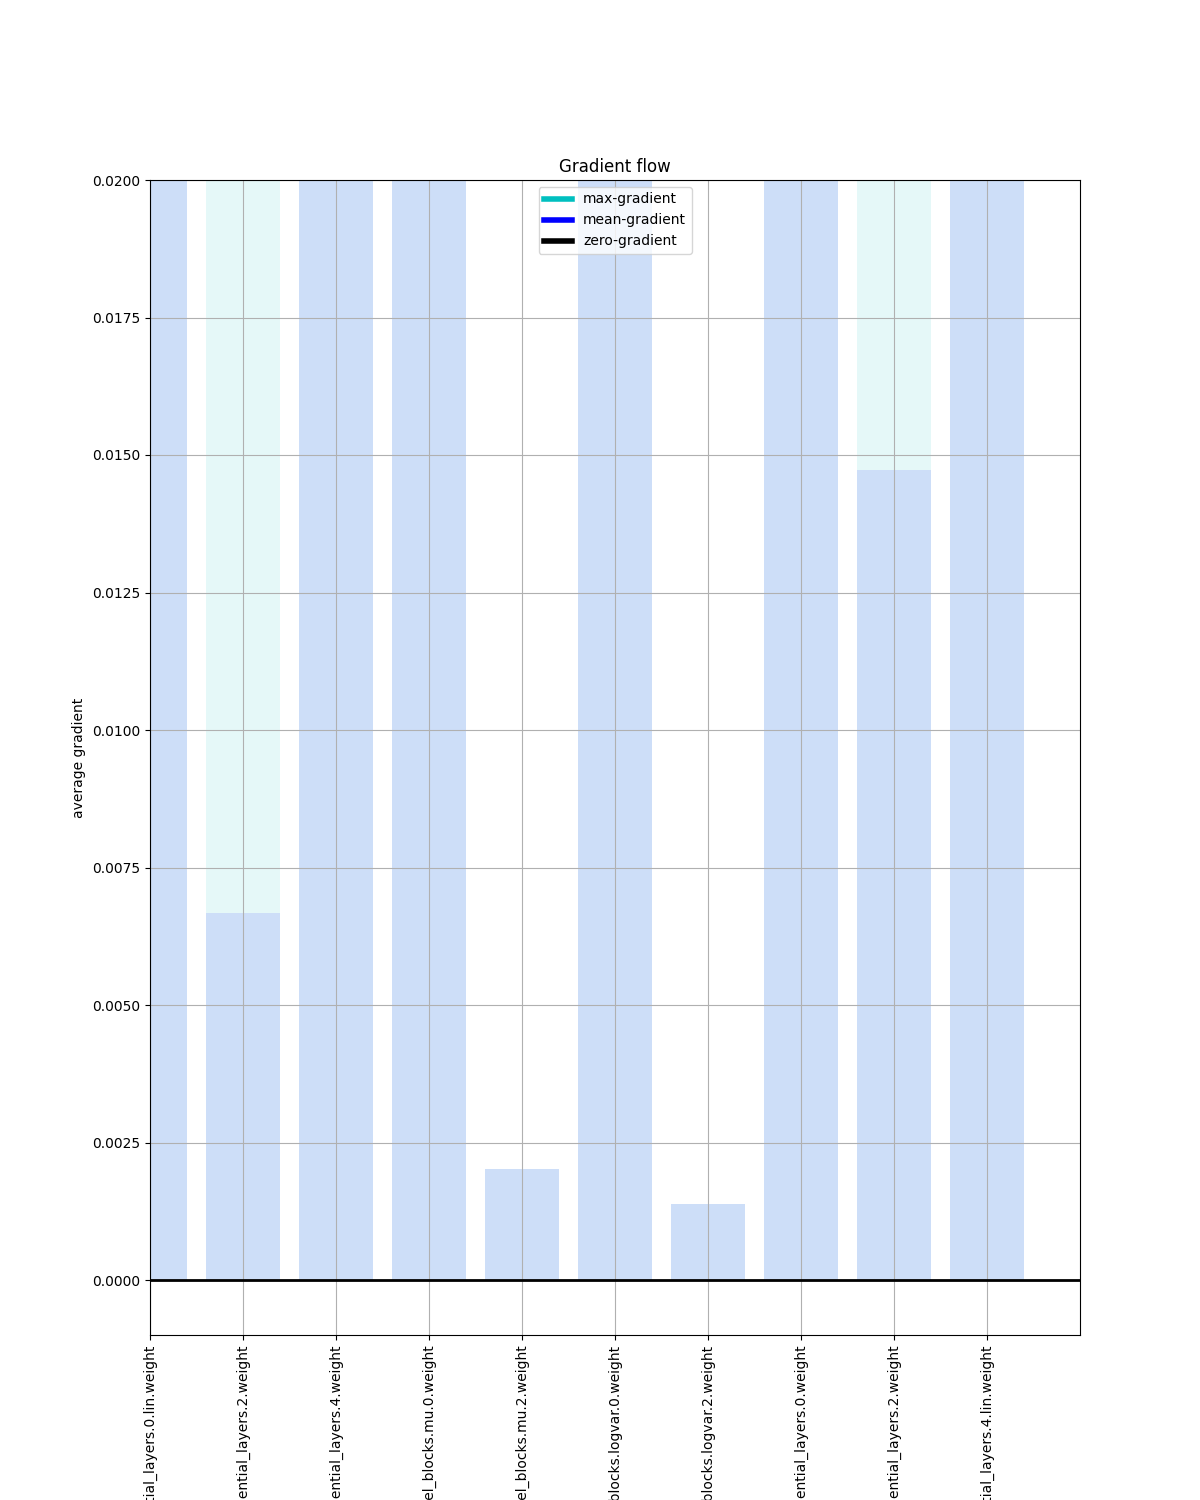 Gradient flow
max-gradient
mean-gradient
zero-gradient
0.0200
0.0175
0.0150
0.0125
0.0100
0.0075
0.0050
0.0025
0.0000
average gradient
tial_layers.0.lin.weight
ential_layers.2.weight
ential_layers.4.weight
el_blocks.mu.0.weight
el_blocks.mu.2.weight
blocks.logvar.0.weight
blocks.logvar.2.weight
ential_layers.0.weight
ential_layers.2.weight
tial_layers.4.lin.weight